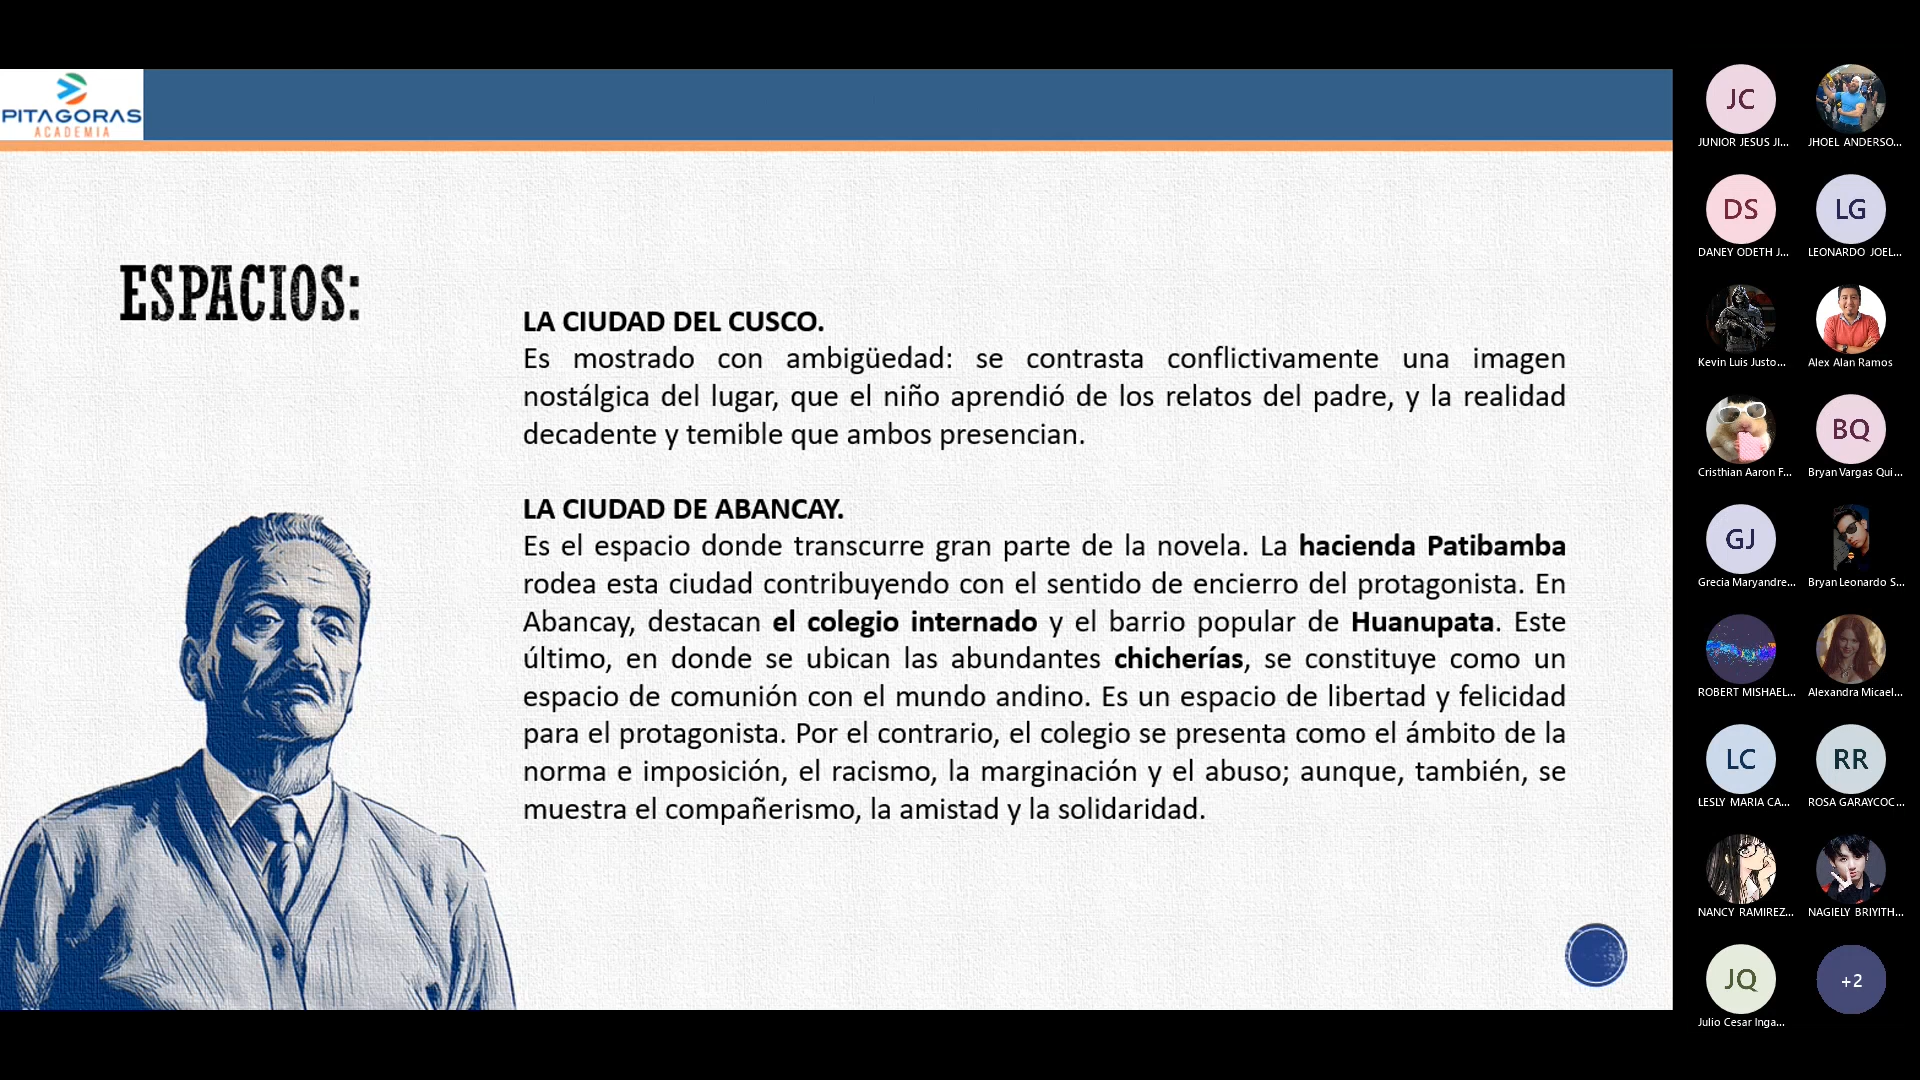 PITAGORAS
ACADEMIA
ESPACIOS:
LA CIUDAD DEL CUSCO.
Es mostrado con ambigüedad: se contrasta conflictivamente una imagen
nostálgica del lugar, que el niño aprendió de los relatos del padre, y la realidad
decadente y temible que ambos presencian.
LA CIUDAD DE ABANCAY.
Es el espacio donde transcurre gran parte de la novela. La hacienda Patibamba
rodea esta ciudad contribuyendo con el sentido de encierro del protagonista. En
Abancay, destacan el colegio internado y el barrio popular de Huanupata. Este
último, en donde se ubican las abundantes chicherías, se constituye como un
espacio de comunión con el mundo andino. Es un espacio de libertad y felicidad
para el protagonista. Por el contrario, el colegio se presenta como el ámbito de la
norma e imposición, el racismo, la marginación y el abuso; aunque, también, se
muestra el compañerismo, la amistad y la solidaridad.
JC
JUNIOR JESUS JI...
JHOEL ANDERSO...
DS
LG
DANEY ODETH J...
LEONARDO JOEL...
Kevin Luis Justo...
Alex Alan Ramos
BQ
Cristhian Aaron F...
Bryan Vargas Qui...
GJ
Grecia Maryandre...
Bryan Leonardo S...
ROBERT MISHAEL...
Alexandra Micael...
LC
RR
LESLY MARIA CA...
ROSA GARAYCOC...
NANCY RAMIREZ...
NAGIELY BRIYITH...
JQ
+2
Julio Cesar Inga...